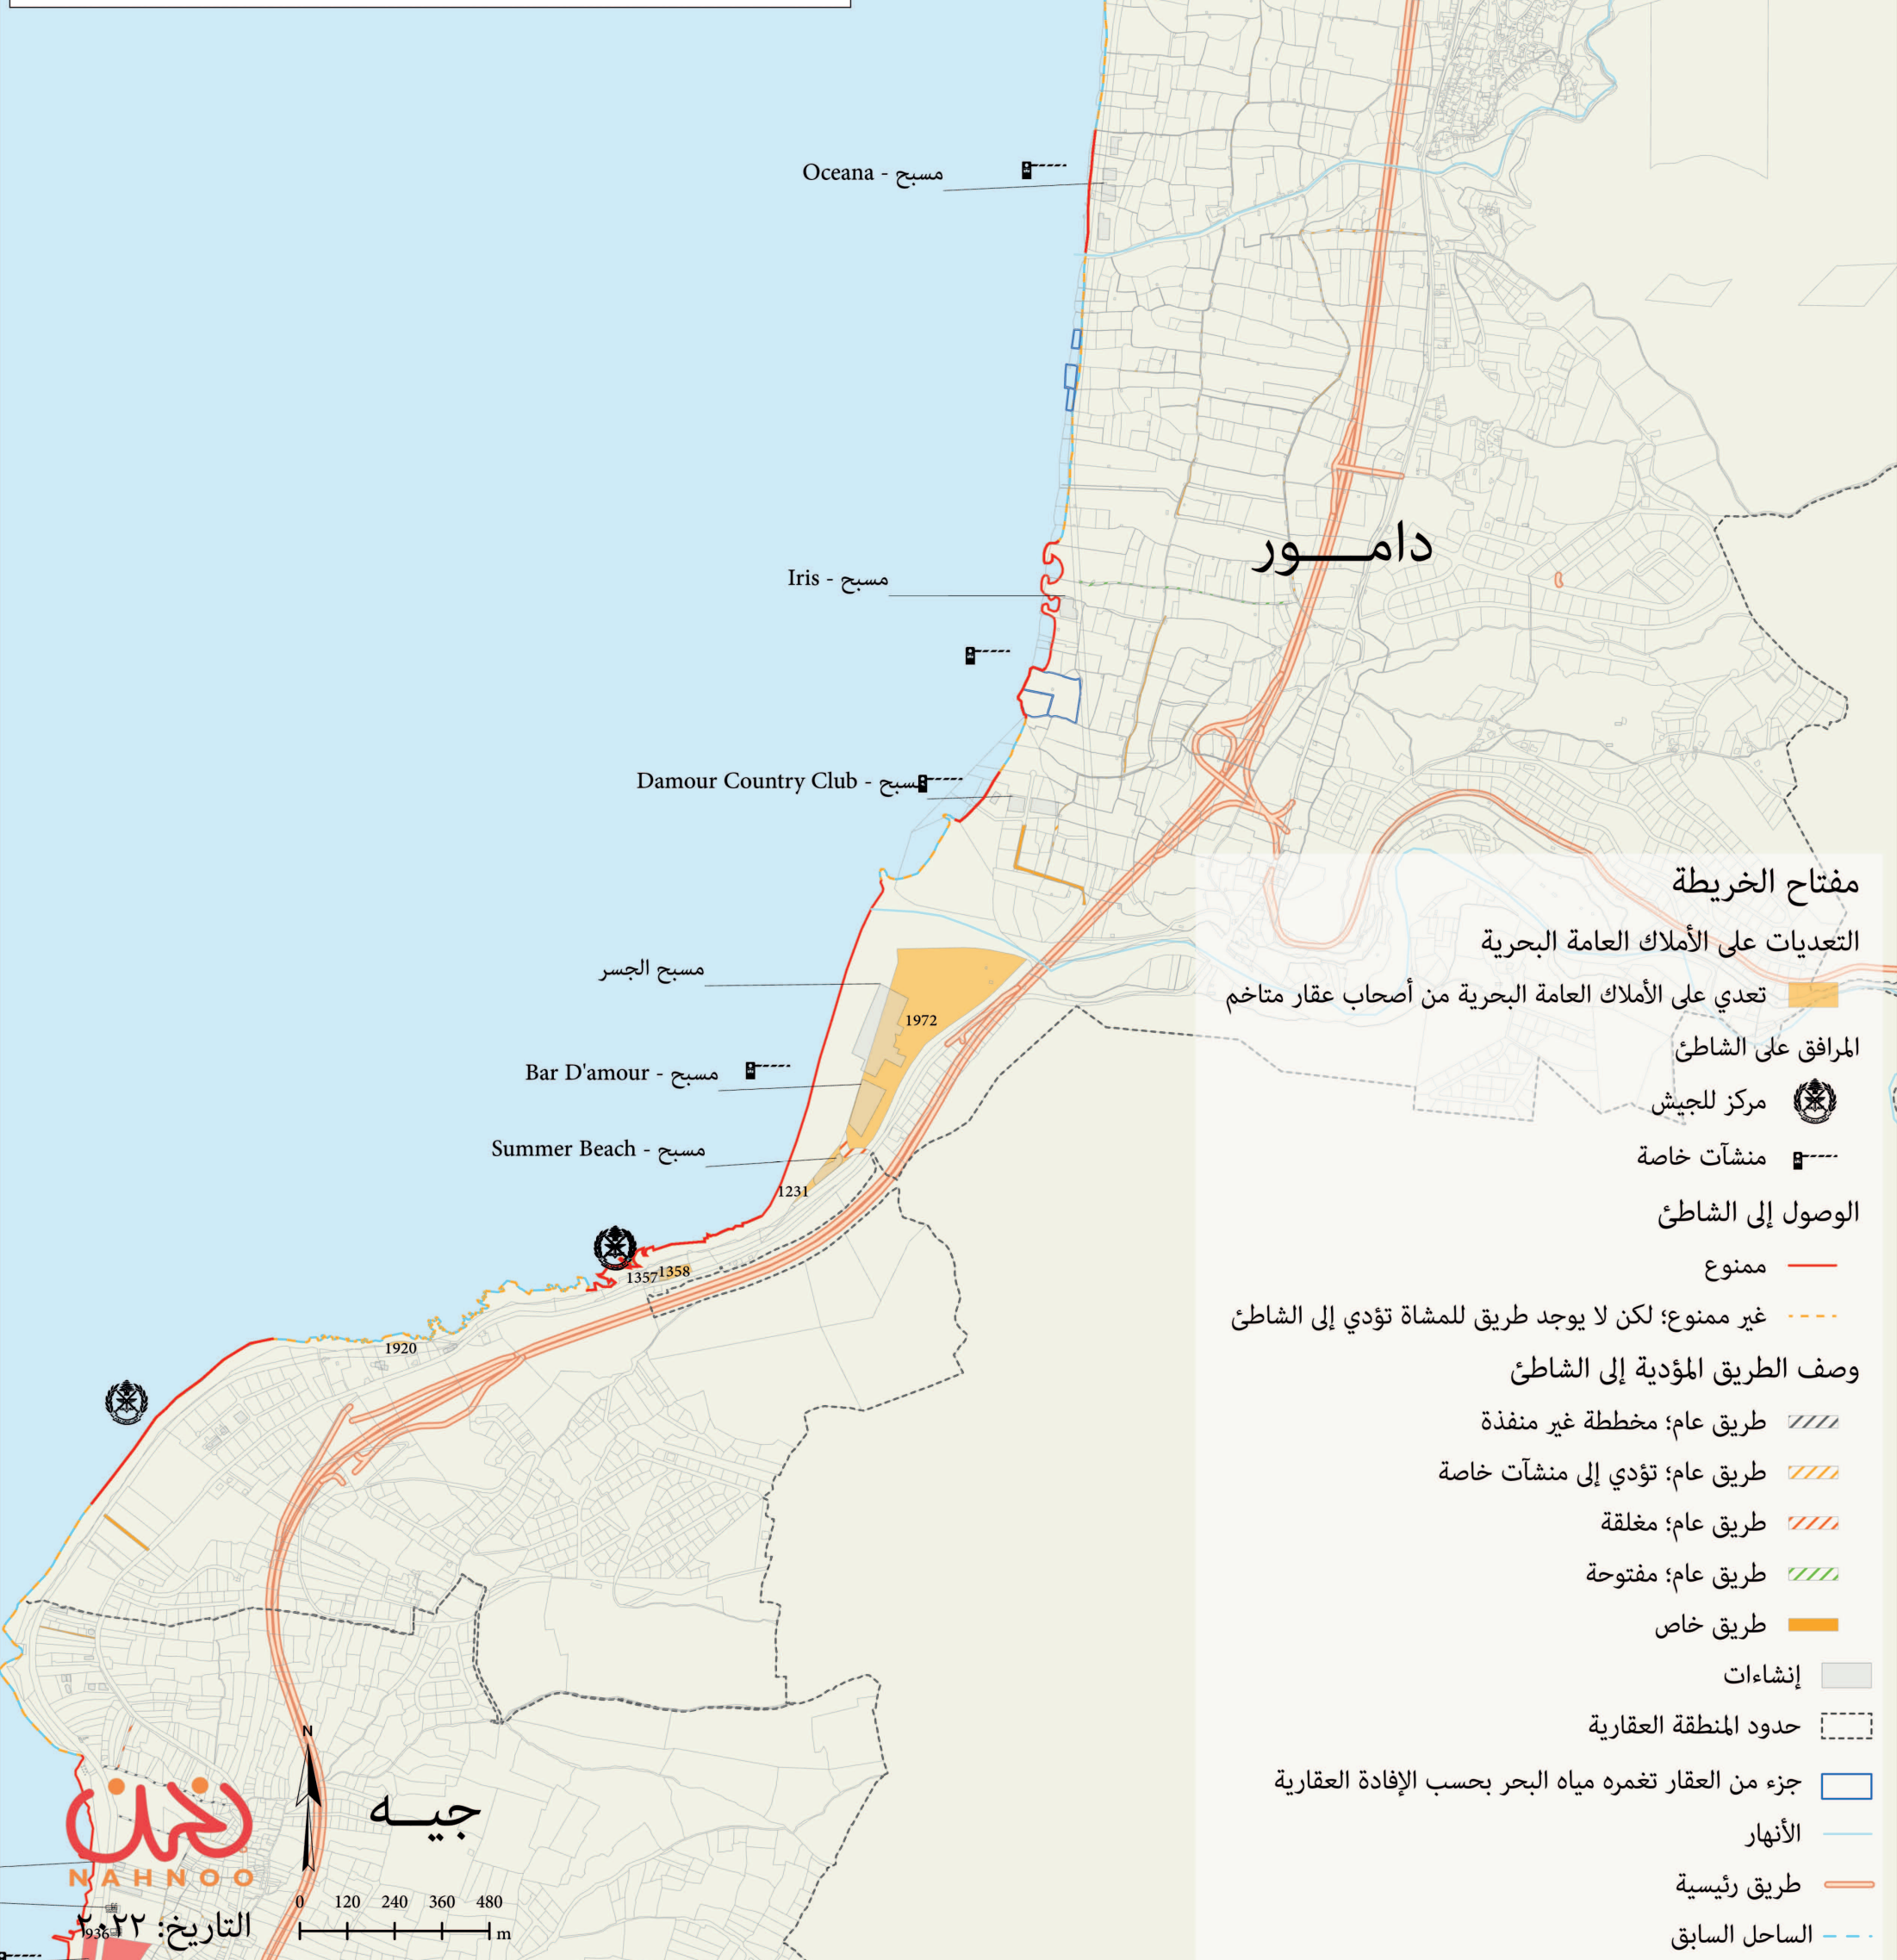 Oceana - مسبح
دامـــور
Iris - مسبح
Damour Country Club - مسبح
مسبح الجسر
1972
Bar D'amour - مسبح
Summer Beach - مسبح
1231
1357
1358
1920
جيـــه
N
0 120 240 360 480 m
نحن
NAHNOO
التاريخ: ٢٠٢٢
1936
مفتاح الخريطة
التعديات على الأملاك العامة البحرية
تعدي على الأملاك العامة البحرية من أصحاب عقار متاخم
المرافق على الشاطئ
مركز للجيش
منشآت خاصة
الوصول إلى الشاطئ
ممنوع
غير ممنوع؛ لكن لا يوجد طريق للمشاة تؤدي إلى الشاطئ
وصف الطريق المؤدية إلى الشاطئ
طريق عام؛ مخططة غير منفذة
طريق عام؛ تؤدي إلى منشآت خاصة
طريق عام؛ مغلقة
طريق عام؛ مفتوحة
طريق خاص
إنشاءات
حدود المنطقة العقارية
جزء من العقار تغمره مياه البحر بحسب الإفادة العقارية
الأنهار
طريق رئيسية
الساحل السابق